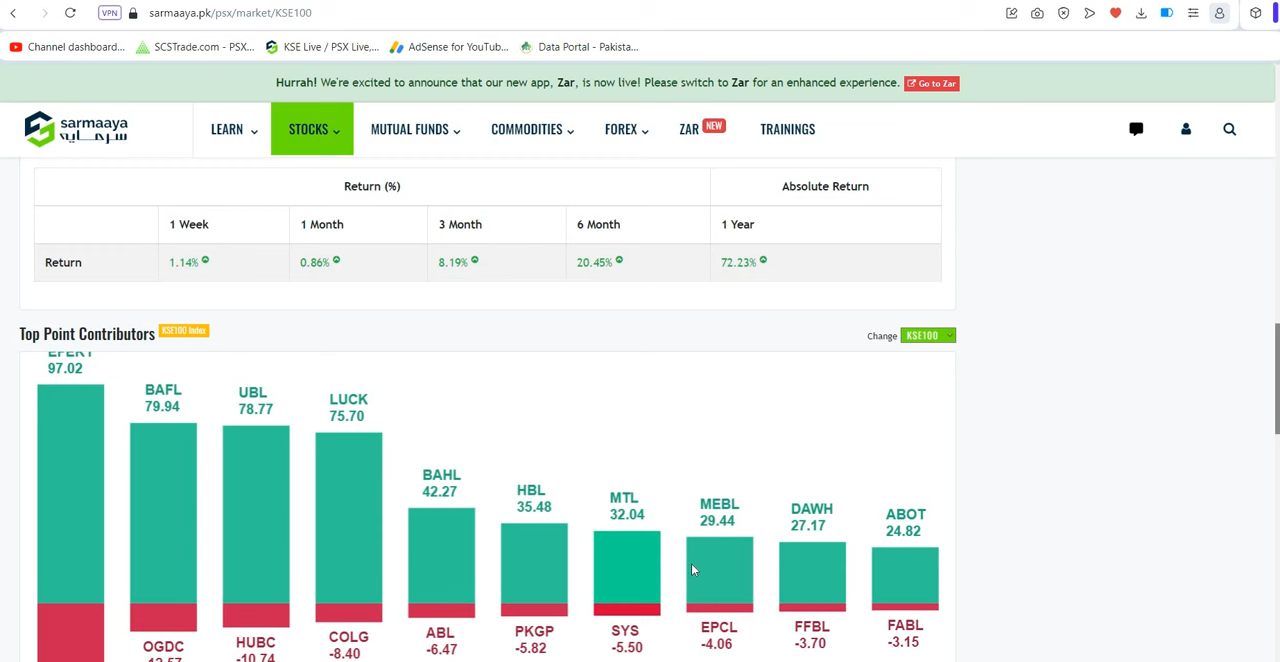 VPN sarmaaya.pk/psx/market/KSE100
Channel dashboard... SCSTrade.com - PSX... KSE Live / PSX Live,... AdSense for YouTub... Data Portal - Pakista...
Hurrah! We're excited to announce that our new app, Zar, is now live! Please switch to Zar for an enhanced experience. Go to Zar
sarmaaya
سرمایہ
LEARN STOCKS MUTUAL FUNDS COMMODITIES FOREX ZAR NEW TRAININGS
Return (%) Absolute Return
1 Week 1 Month 3 Month 6 Month 1 Year
Return 1.14% 0.86% 8.19% 20.45% 72.23%
Top Point Contributors KSE100 Index Change KSE100
EFERT
97.02
BAFL
79.94
UBL
78.77
LUCK
75.70
BAHL
42.27
HBL
35.48
MTL
32.04
MEBL
29.44
DAWH
27.17
ABOT
24.82
OGDC
-12.57
HUBC
-10.74
COLG
-8.40
ABL
-6.47
PKGP
-5.82
SYS
-5.50
EPCL
-4.06
FFBL
-3.70
FABL
-3.15